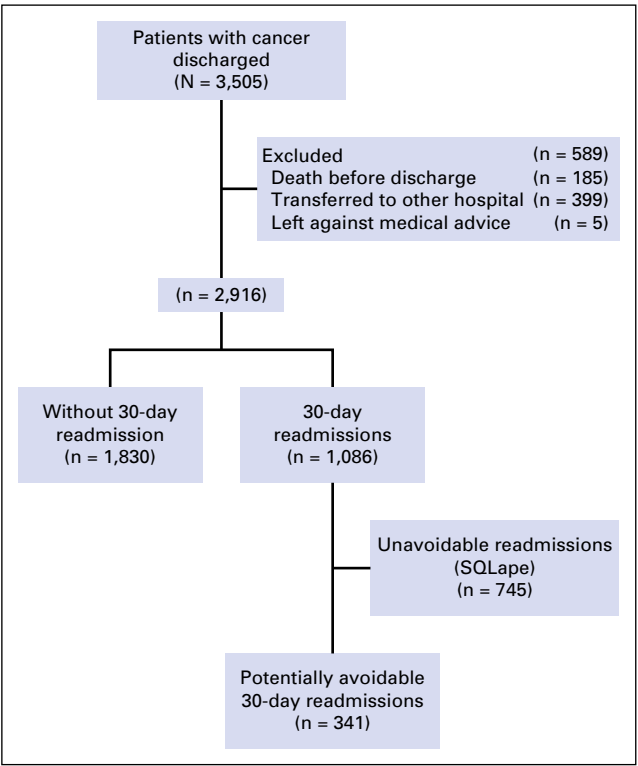 Patients with cancer
discharged
(N = 3,505)
Excluded (n = 589)
Death before discharge (n = 185)
Transferred to other hospital (n = 399)
Left against medical advice (n = 5)
(n = 2,916)
Without 30-day
readmission
(n = 1,830)
30-day
readmissions
(n = 1,086)
Unavoidable readmissions
(SQLape)
(n = 745)
Potentially avoidable
30-day readmissions
(n = 341)